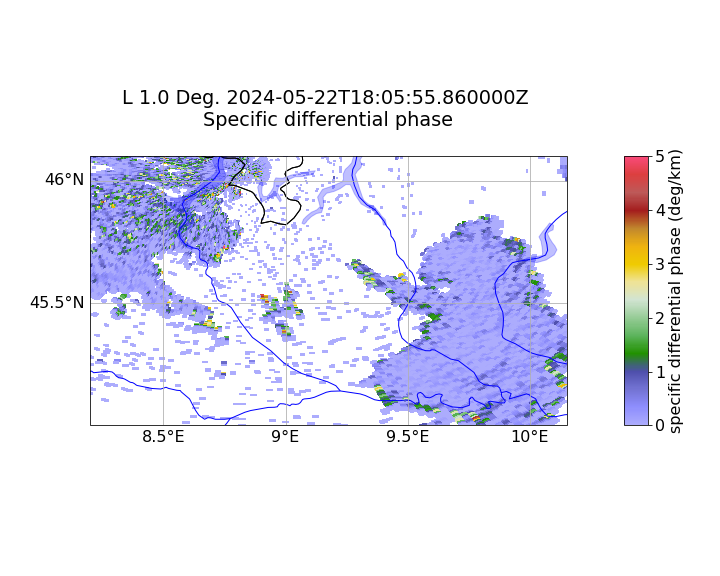 L 1.0 Deg. 2024-05-22T18:05:55.860000Z
Specific differential phase
46°N
45.5°N
8.5°E
9°E
9.5°E
10°E
5
4
3
2
1
0
specific differential phase (deg/km)